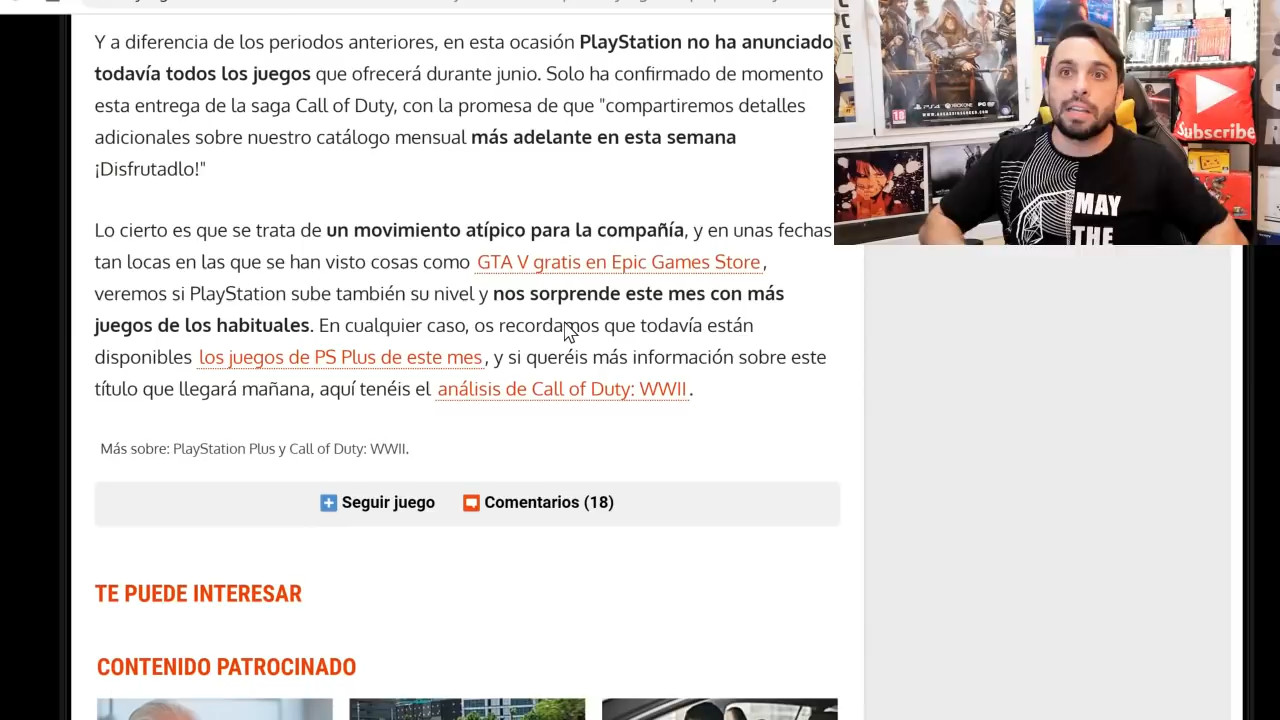 Y a diferencia de los periodos anteriores, en esta ocasión PlayStation no ha anunciado
todavía todos los juegos que ofrecerá durante junio. Solo ha confirmado de momento
esta entrega de la saga Call of Duty, con la promesa de que "compartiremos detalles
adicionales sobre nuestro catálogo mensual más adelante en esta semana
¡Disfrutadlo!"
Lo cierto es que se trata de un movimiento atípico para la compañía, y en unas fechas
tan locas en las que se han visto cosas como GTA V gratis en Epic Games Store,
veremos si PlayStation sube también su nivel y nos sorprende este mes con más
juegos de los habituales. En cualquier caso, os recordamos que todavía están
disponibles los juegos de PS Plus de este mes, y si queréis más información sobre este
título que llegará mañana, aquí tenéis el análisis de Call of Duty: WWII.
Más sobre: PlayStation Plus y Call of Duty: WWII.
Seguir juego
Comentarios (18)
TE PUEDE INTERESAR
CONTENIDO PATROCINADO
Subscribe
MAY
THE
18
PS4
XBOX ONE